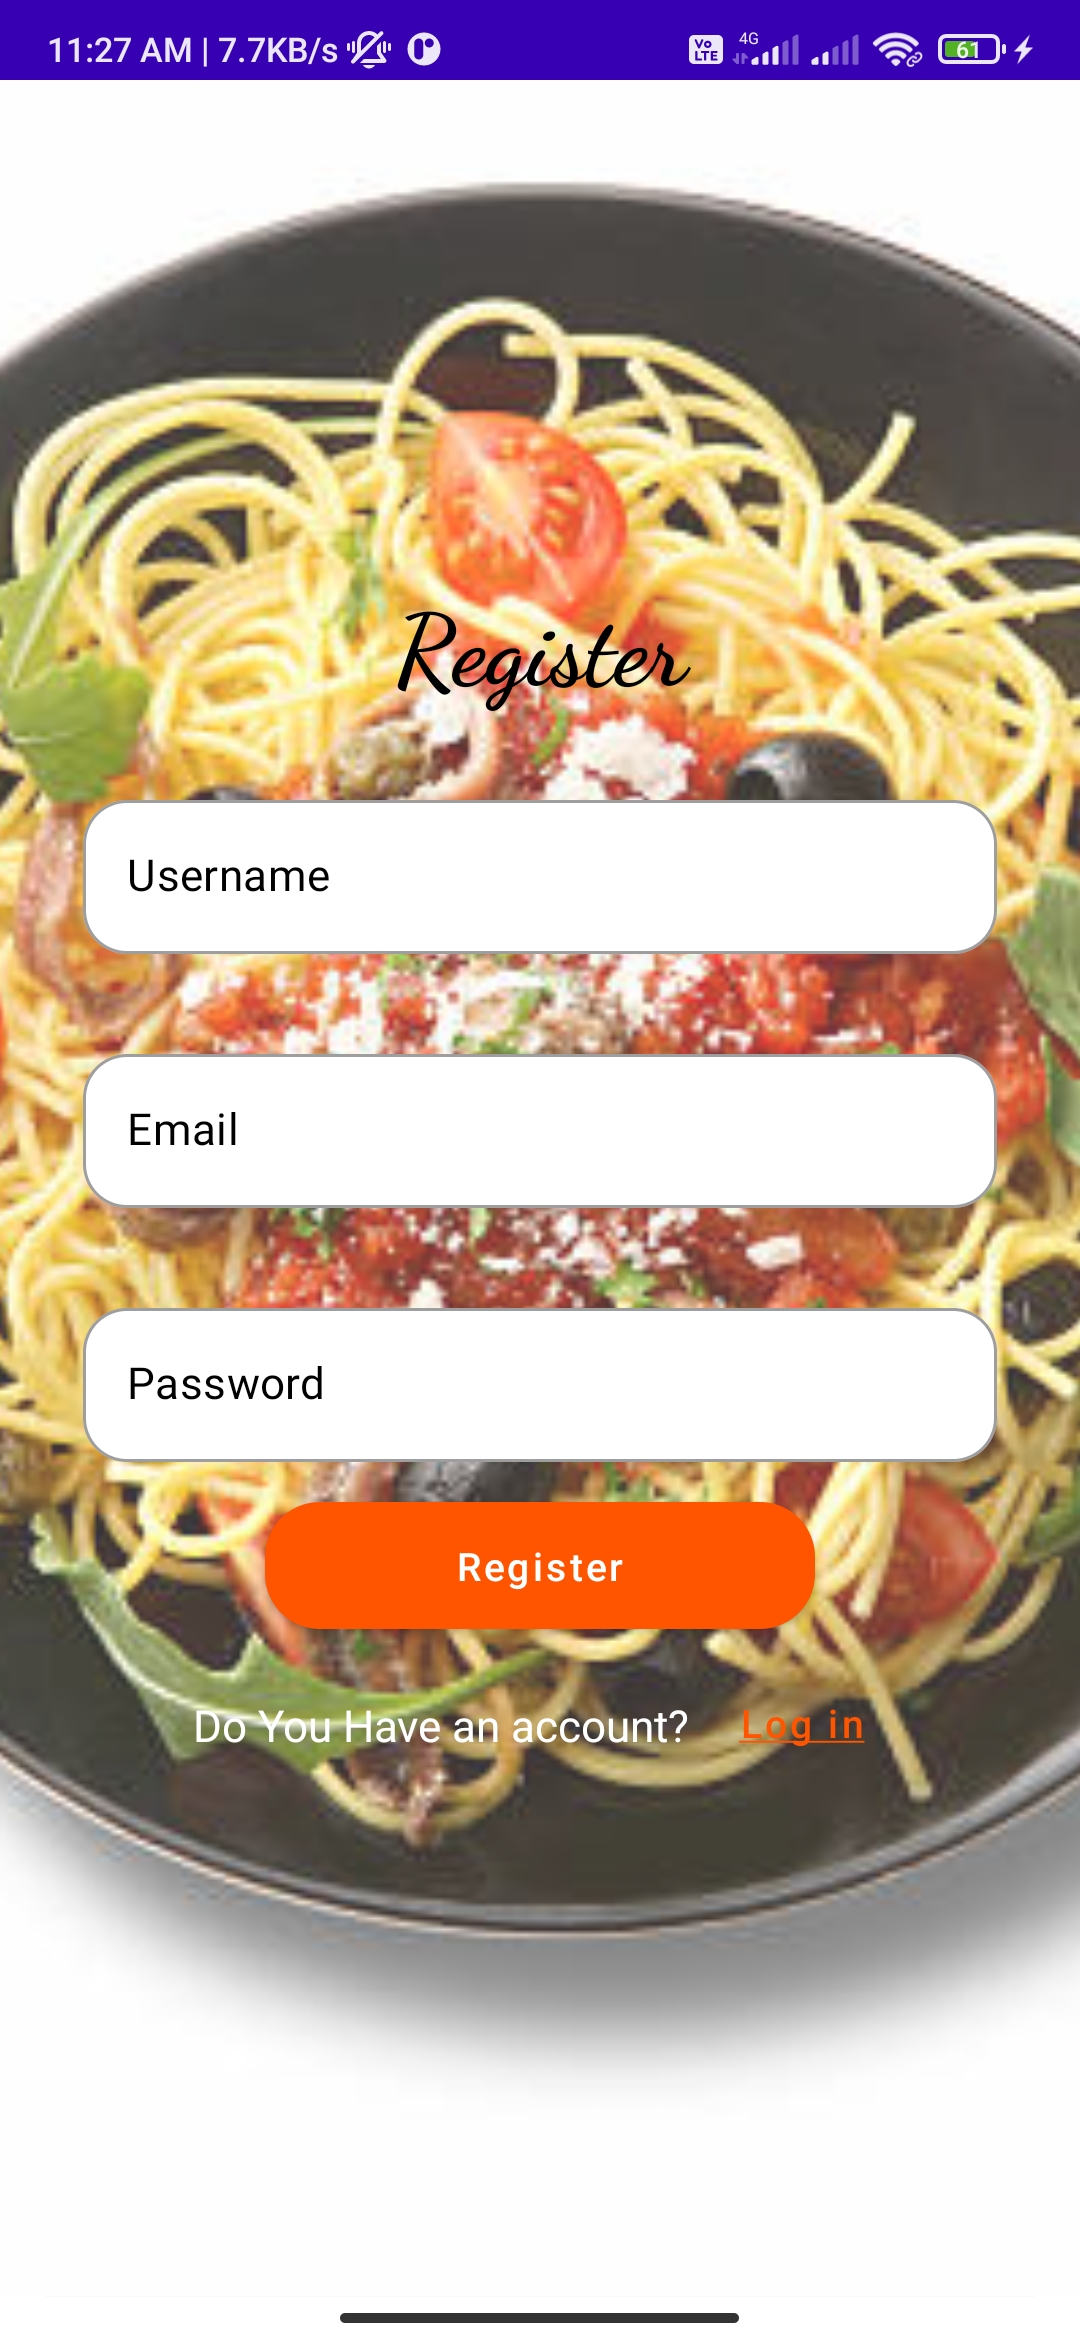 11:27 AM | 7.7KB/s Vo LTE 4G 61
Register
Username
Email
Password
Register
Do You Have an account? Log in